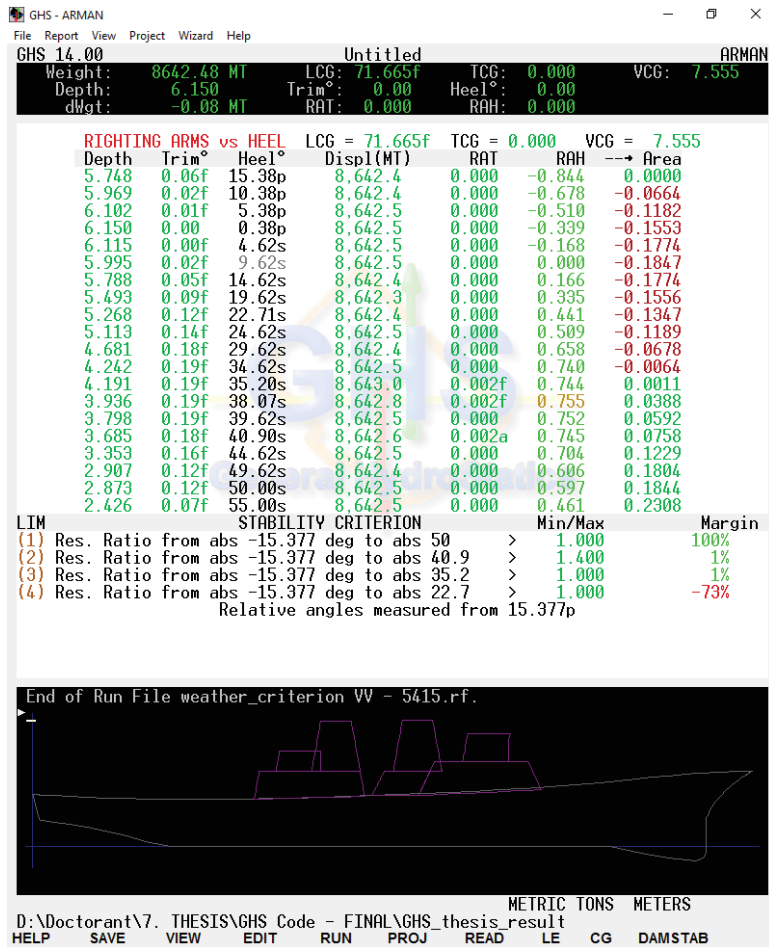 GHS - ARMAN
File Report View Project Wizard Help
GHS 14.00 Untitled ARMAN
Weight: 8642.48 MT LCG: 71.665f TCG: 0.000 VCG: 7.555
Depth: 6.150 Trim°: 0.00 Heel°: 0.00
dWgt: -0.08 MT RAT: 0.000 RAH: 0.000
RIGHTING ARMS vs HEEL LCG = 71.665f TCG = 0.000 VCG = 7.555
Depth Trim° Heel° Displ(MT) RAT RAH --→ Area
5.748 0.06f 15.38p 8,642.4 0.000 -0.844 0.0000
5.969 0.02f 10.38p 8,642.4 0.000 -0.678 -0.0664
6.102 0.01f 5.38p 8,642.5 0.000 -0.510 -0.1182
6.150 0.00 0.38p 8,642.5 0.000 -0.339 -0.1553
6.115 0.00f 4.62s 8,642.5 0.000 -0.168 -0.1774
5.995 0.02f 9.62s 8,642.5 0.000 0.000 -0.1847
5.788 0.05f 14.62s 8,642.4 0.000 0.166 -0.1774
5.493 0.09f 19.62s 8,642.3 0.000 0.335 -0.1556
5.268 0.12f 22.71s 8,642.4 0.000 0.441 -0.1347
5.113 0.14f 24.62s 8,642.5 0.000 0.509 -0.1189
4.681 0.18f 29.62s 8,642.4 0.000 0.658 -0.0678
4.242 0.19f 34.62s 8,642.5 0.000 0.740 -0.0064
4.191 0.19f 35.20s 8,643.0 0.002f 0.744 0.0011
3.936 0.19f 38.07s 8,642.8 0.002f 0.755 0.0388
3.798 0.19f 39.62s 8,642.5 0.000 0.752 0.0592
3.685 0.18f 40.90s 8,642.6 0.002a 0.745 0.0758
3.353 0.16f 44.62s 8,642.5 0.000 0.704 0.1229
2.907 0.12f 49.62s 8,642.4 0.000 0.606 0.1804
2.873 0.12f 50.00s 8,642.5 0.000 0.597 0.1844
2.426 0.07f 55.00s 8,642.5 0.000 0.461 0.2308
LIM STABILITY CRITERION Min/Max Margin
(1) Res. Ratio from abs -15.377 deg to abs 50 > 1.000 100%
(2) Res. Ratio from abs -15.377 deg to abs 40.9 > 1.400 1%
(3) Res. Ratio from abs -15.377 deg to abs 35.2 > 1.000 1%
(4) Res. Ratio from abs -15.377 deg to abs 22.7 > 1.000 -73%
Relative angles measured from 15.377p
End of Run File weather_criterion VV - 5415.rf.
METRIC TONS METERS
D:\Doctorant\7. THESIS\GHS Code - FINAL\GHS_thesis_result
HELP SAVE VIEW EDIT RUN PROJ READ LE CG DAMSTAB